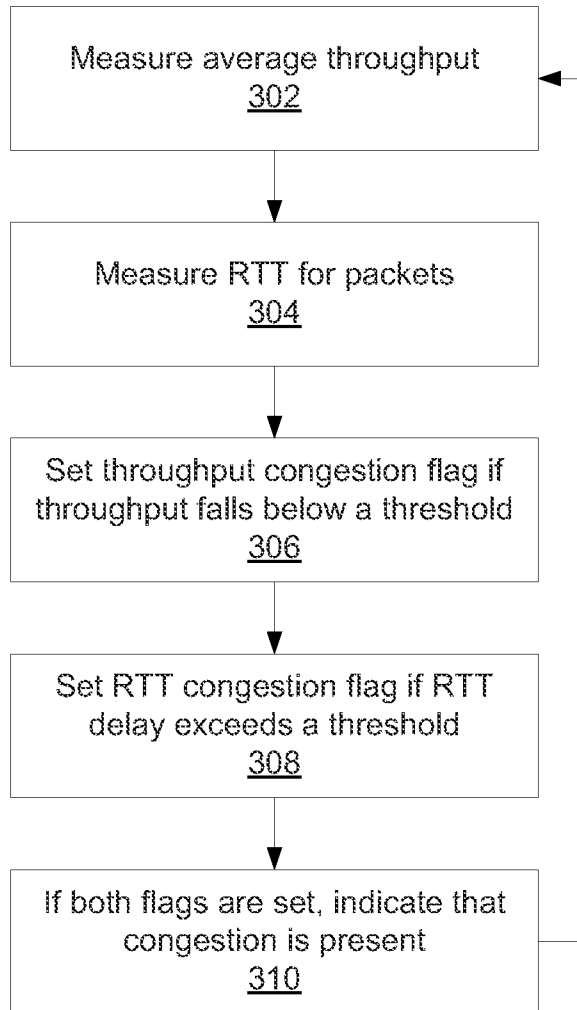 Measure average throughput
302
Measure RTT for packets
304
Set throughput congestion flag if
throughput falls below a threshold
306
Set RTT congestion flag if RTT
delay exceeds a threshold
308
If both flags are set, indicate that
congestion is present
310